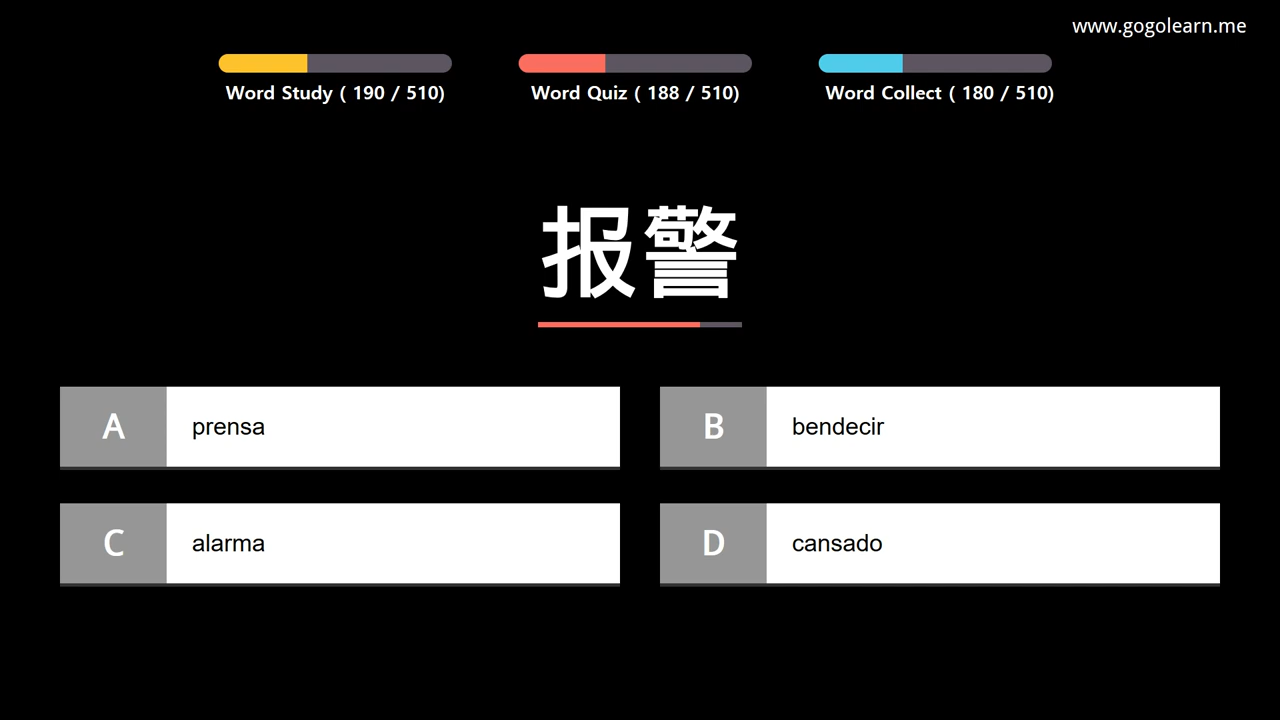 www.gogolearn.me
Word Study ( 190 / 510)
Word Quiz ( 188 / 510)
Word Collect ( 180 / 510)
报警
A prensa
B bendecir
C alarma
D cansado